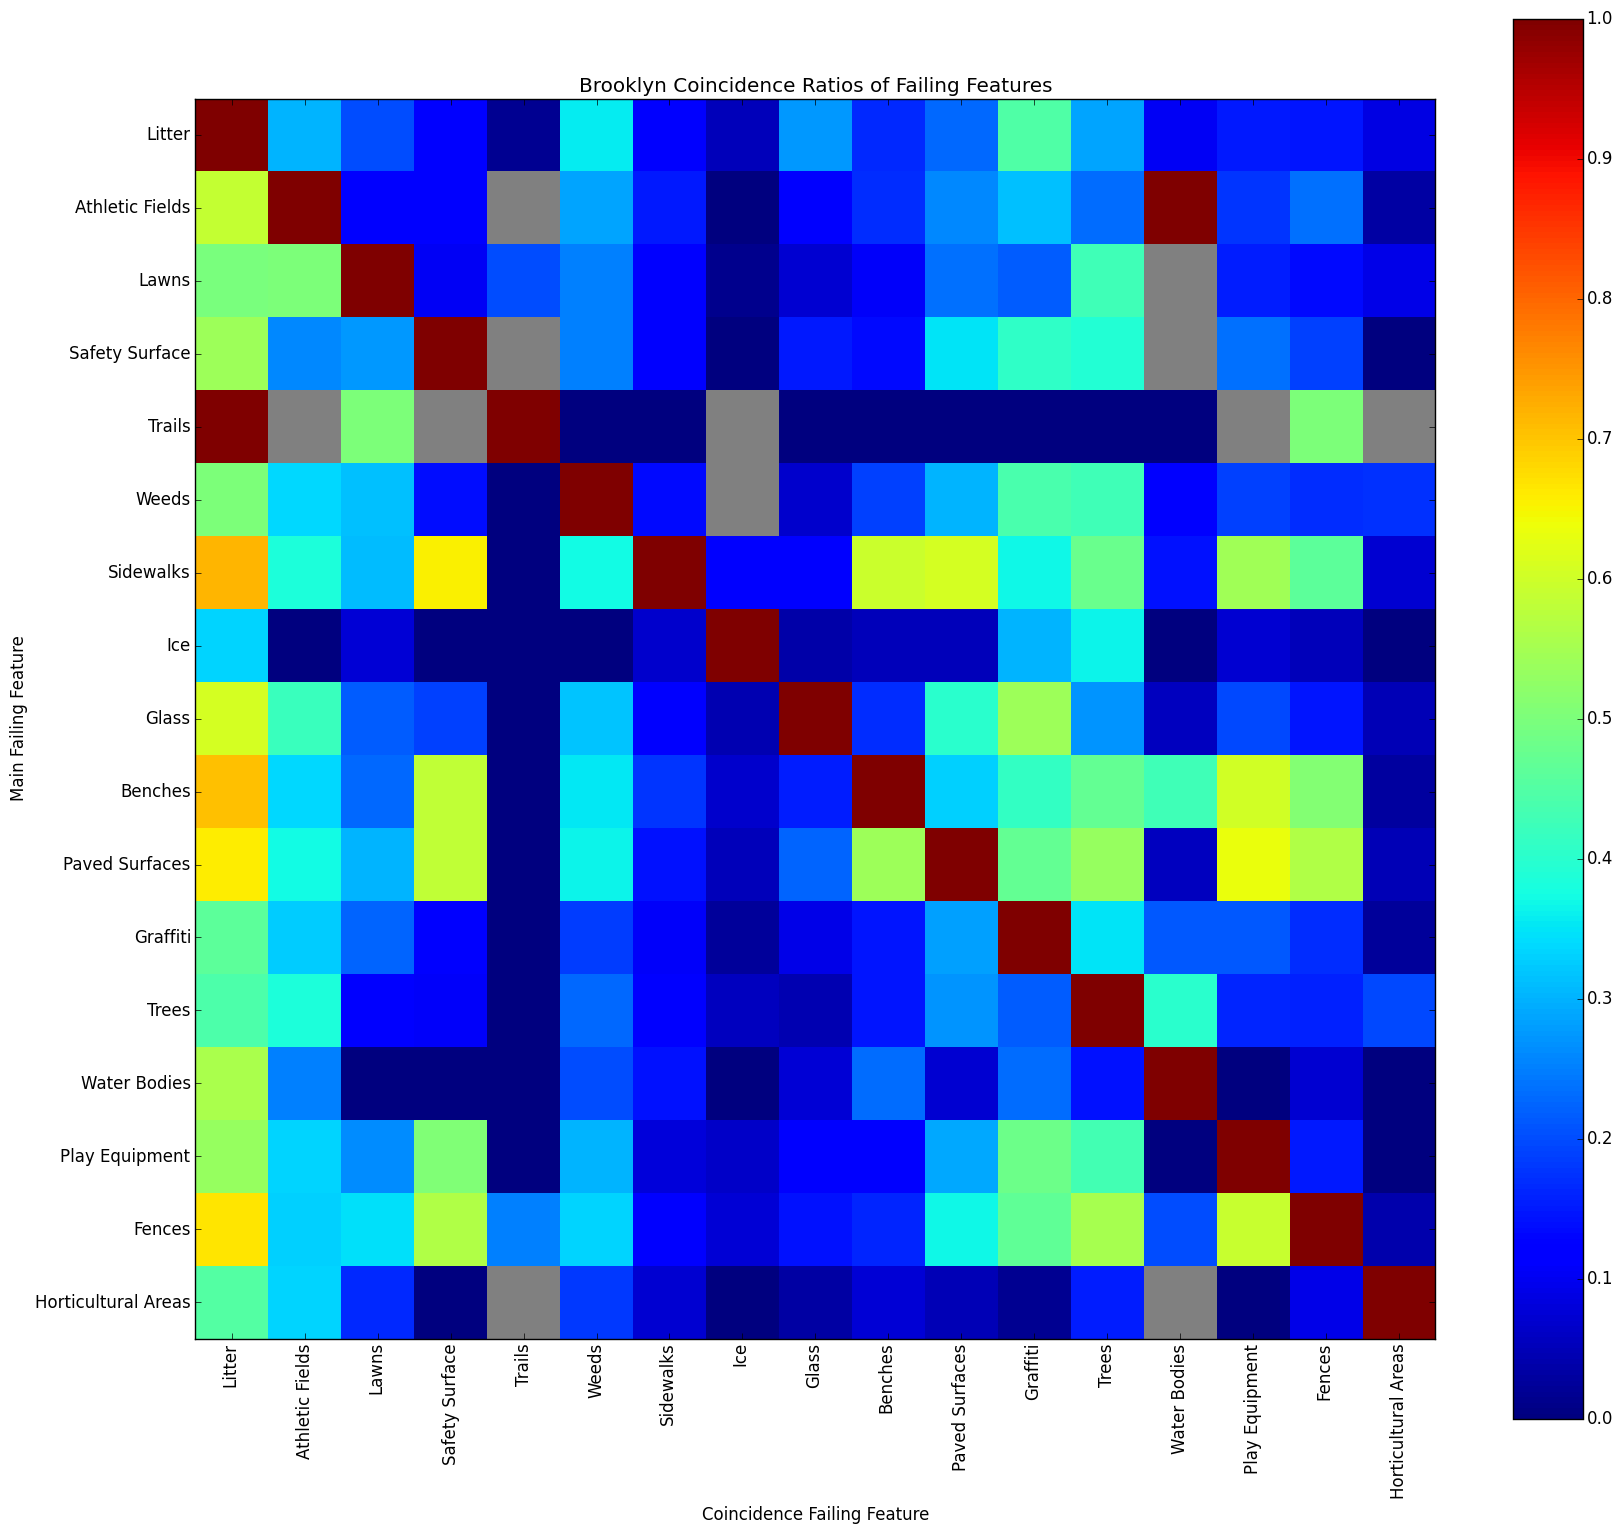 Brooklyn Coincidence Ratios of Failing Features
Main Failing Feature
Litter
Athletic Fields
Lawns
Safety Surface
Trails
Weeds
Sidewalks
Ice
Glass
Benches
Paved Surfaces
Graffiti
Trees
Water Bodies
Play Equipment
Fences
Horticultural Areas
Litter
Athletic Fields
Lawns
Safety Surface
Trails
Weeds
Sidewalks
Ice
Glass
Benches
Paved Surfaces
Graffiti
Trees
Water Bodies
Play Equipment
Fences
Horticultural Areas
Coincidence Failing Feature
1.0
0.9
0.8
0.7
0.6
0.5
0.4
0.3
0.2
0.1
0.0